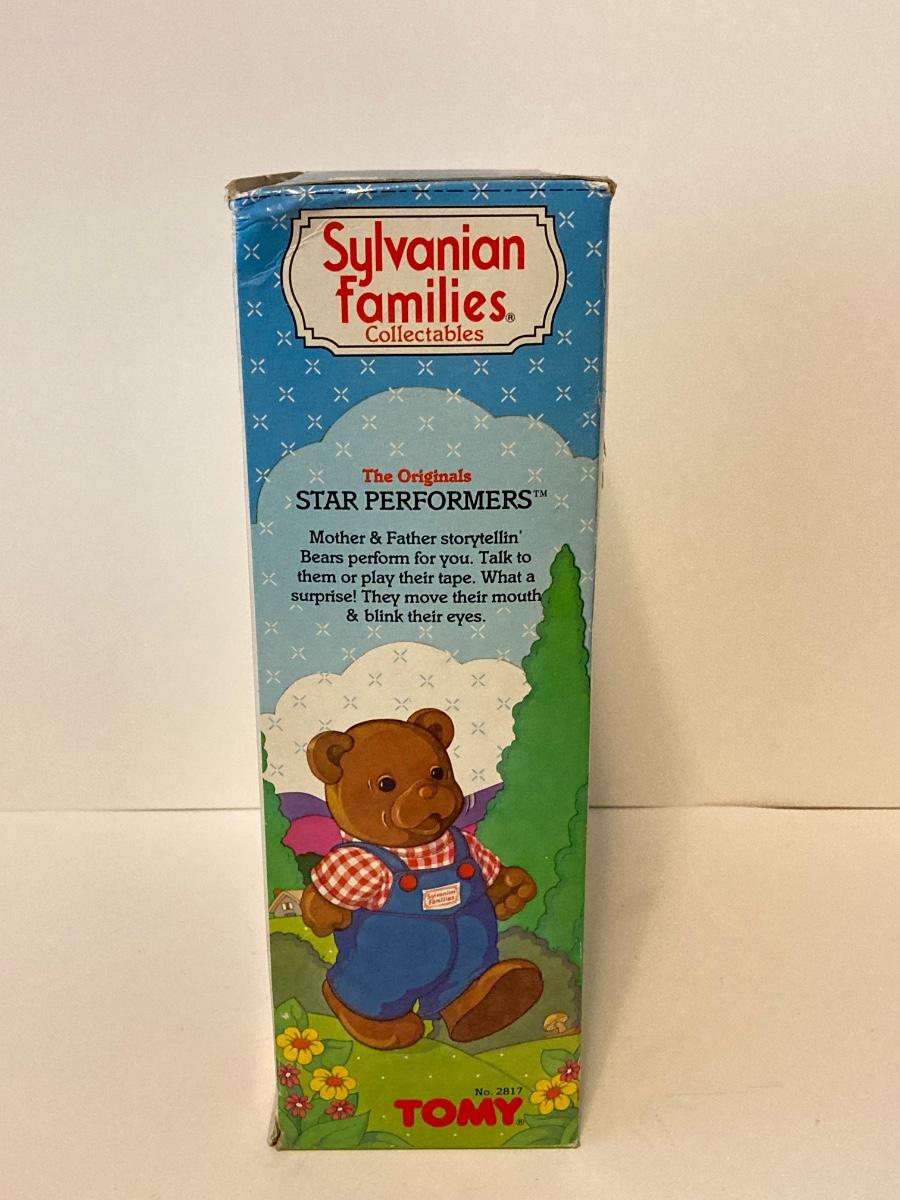 Sylvanian
families®
Collectables
The Originals
STAR PERFORMERS™
Mother & Father storytellin'
Bears perform for you. Talk to
them or play their tape. What a
surprise! They move their mouth
& blink their eyes.
Sylvanian
families
No. 2817
TOMY®